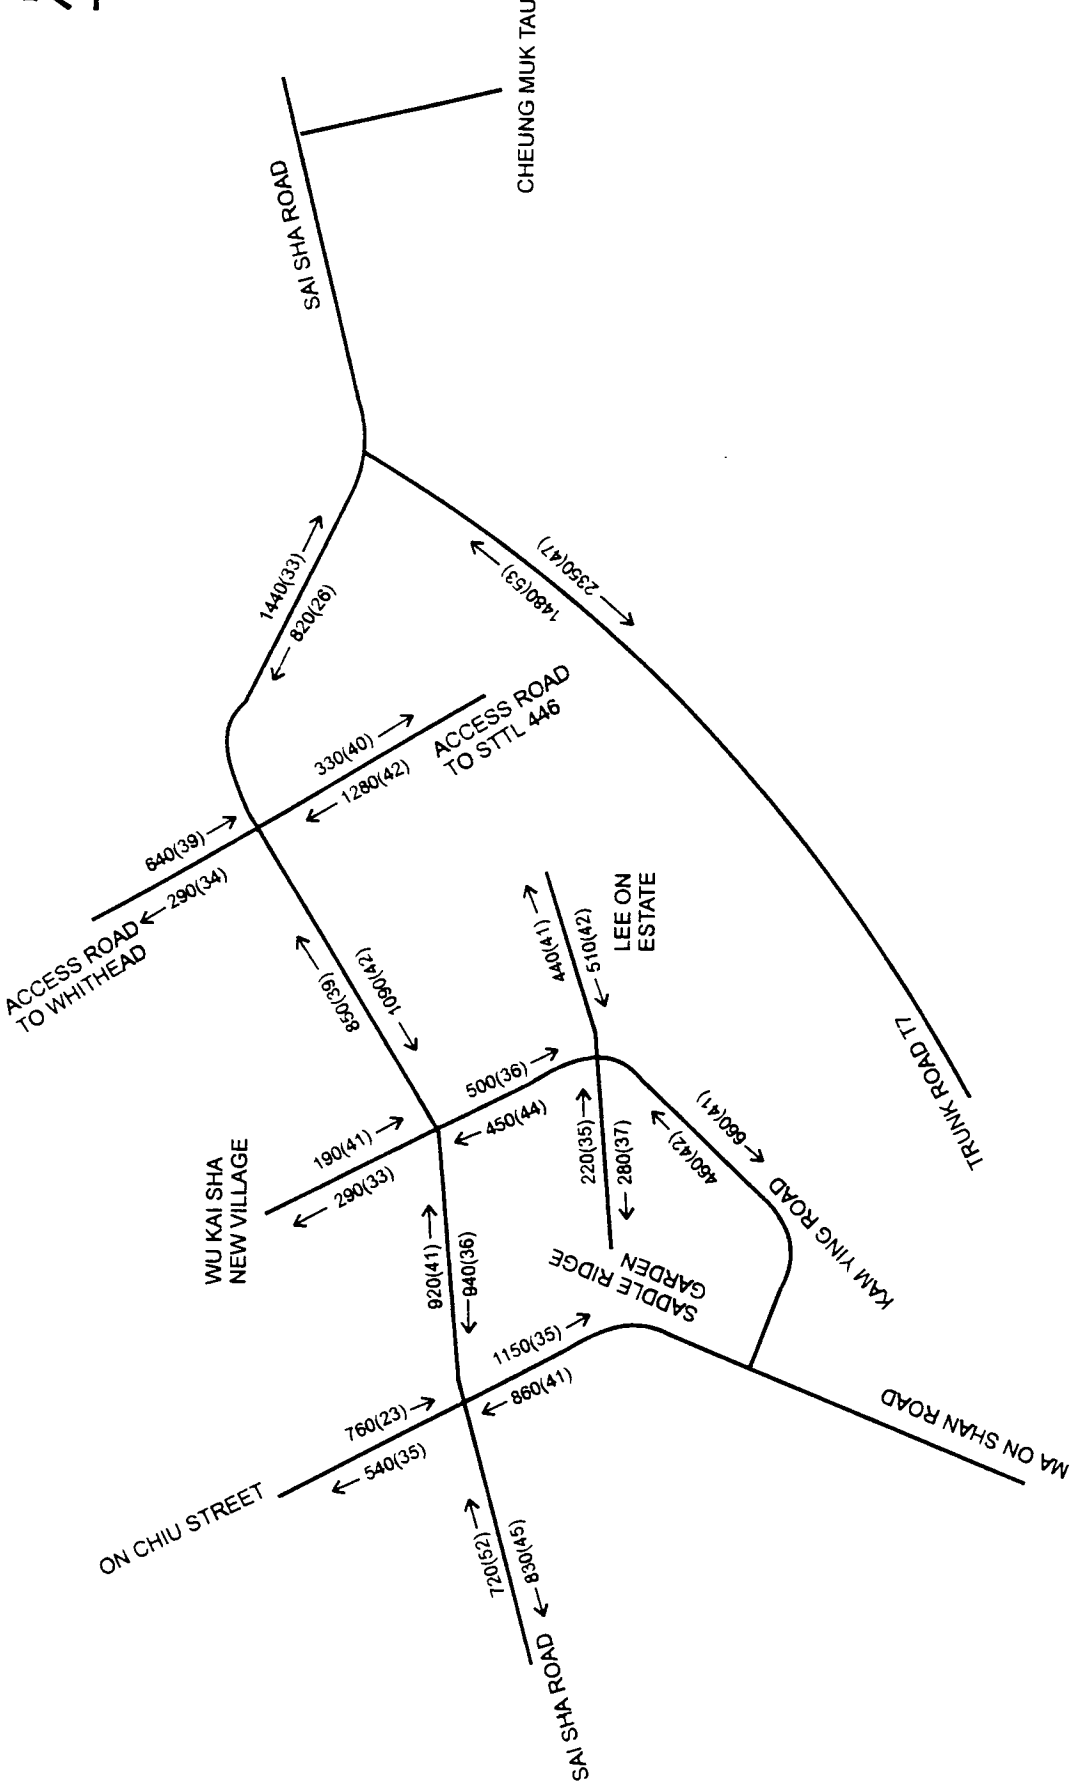 CHEUNG MUK TAU
SAI SHA ROAD
1440(33)
820(26)
1480(53)
2350(47)
ACCESS ROAD
TO STTL 446
330(40)
1280(42)
640(39)
290(34)
ACCESS ROAD
TO WHITHEAD
850(39)
1090(42)
LEE ON
ESTATE
440(41)
510(42)
500(36)
450(44)
190(41)
290(33)
WU KAI SHA
NEW VILLAGE
220(35)
280(37)
660(41)
460(42)
TRUNK ROAD T7
KAM YING ROAD
SADDLE RIDGE
GARDEN
920(41)
940(36)
1150(35)
860(41)
760(23)
540(35)
ON CHIU STREET
MA ON SHAN ROAD
720(52)
830(45)
SAI SHA ROAD